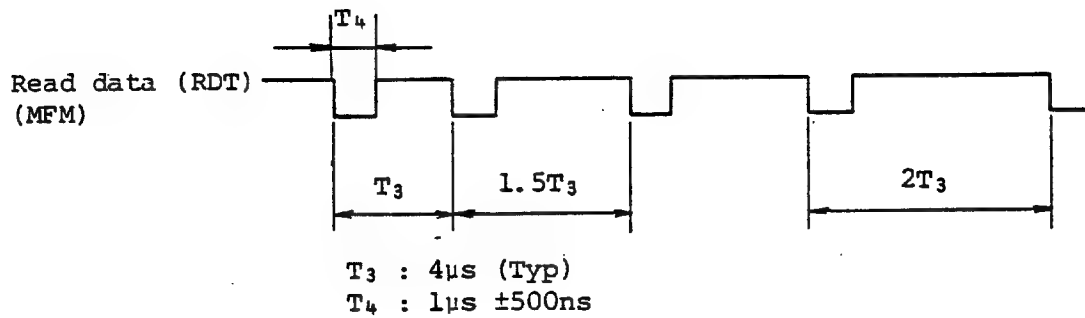 T4
Read data (RDT)
(MFM)
T3
1.5T3
2T3
T3 : 4µs (Typ)
T4 : 1µs ±500ns